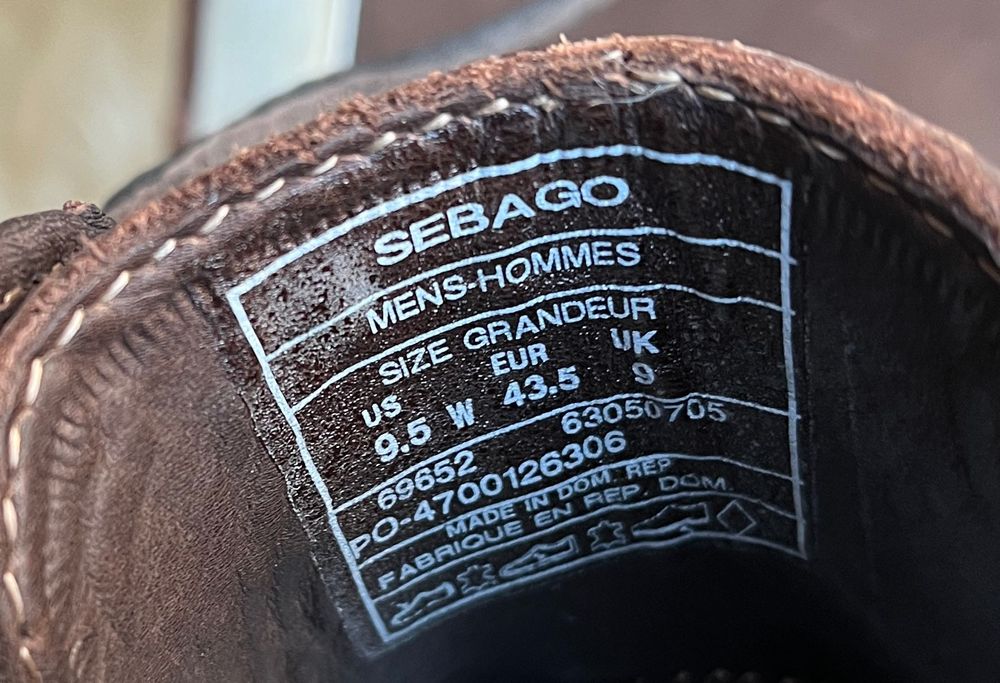 SEBAGO
MENS-HOMMES
SIZE GRANDEUR
US EUR UK
9.5 W 43.5 9
69652 63050705
PO-4700126306
MADE IN DOM. REP
FABRIQUE EN REP. DOM.